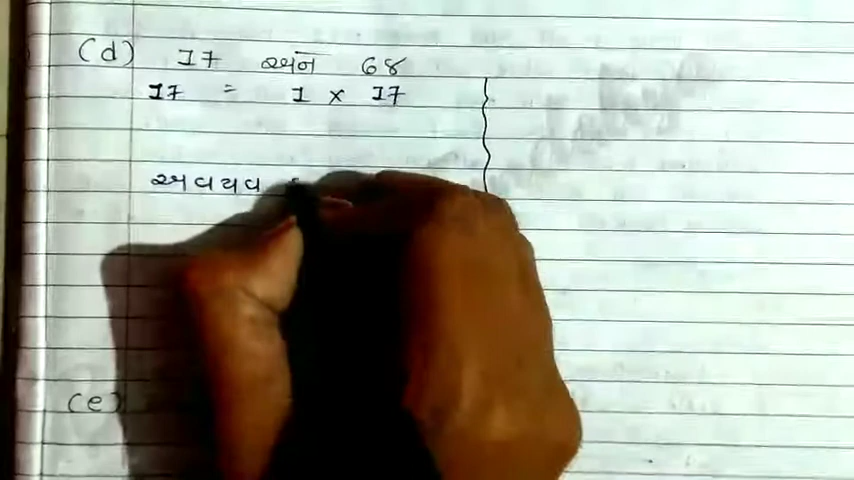 (d) 17 અને 68
17 = 1 × 17
અવયવ
(e)